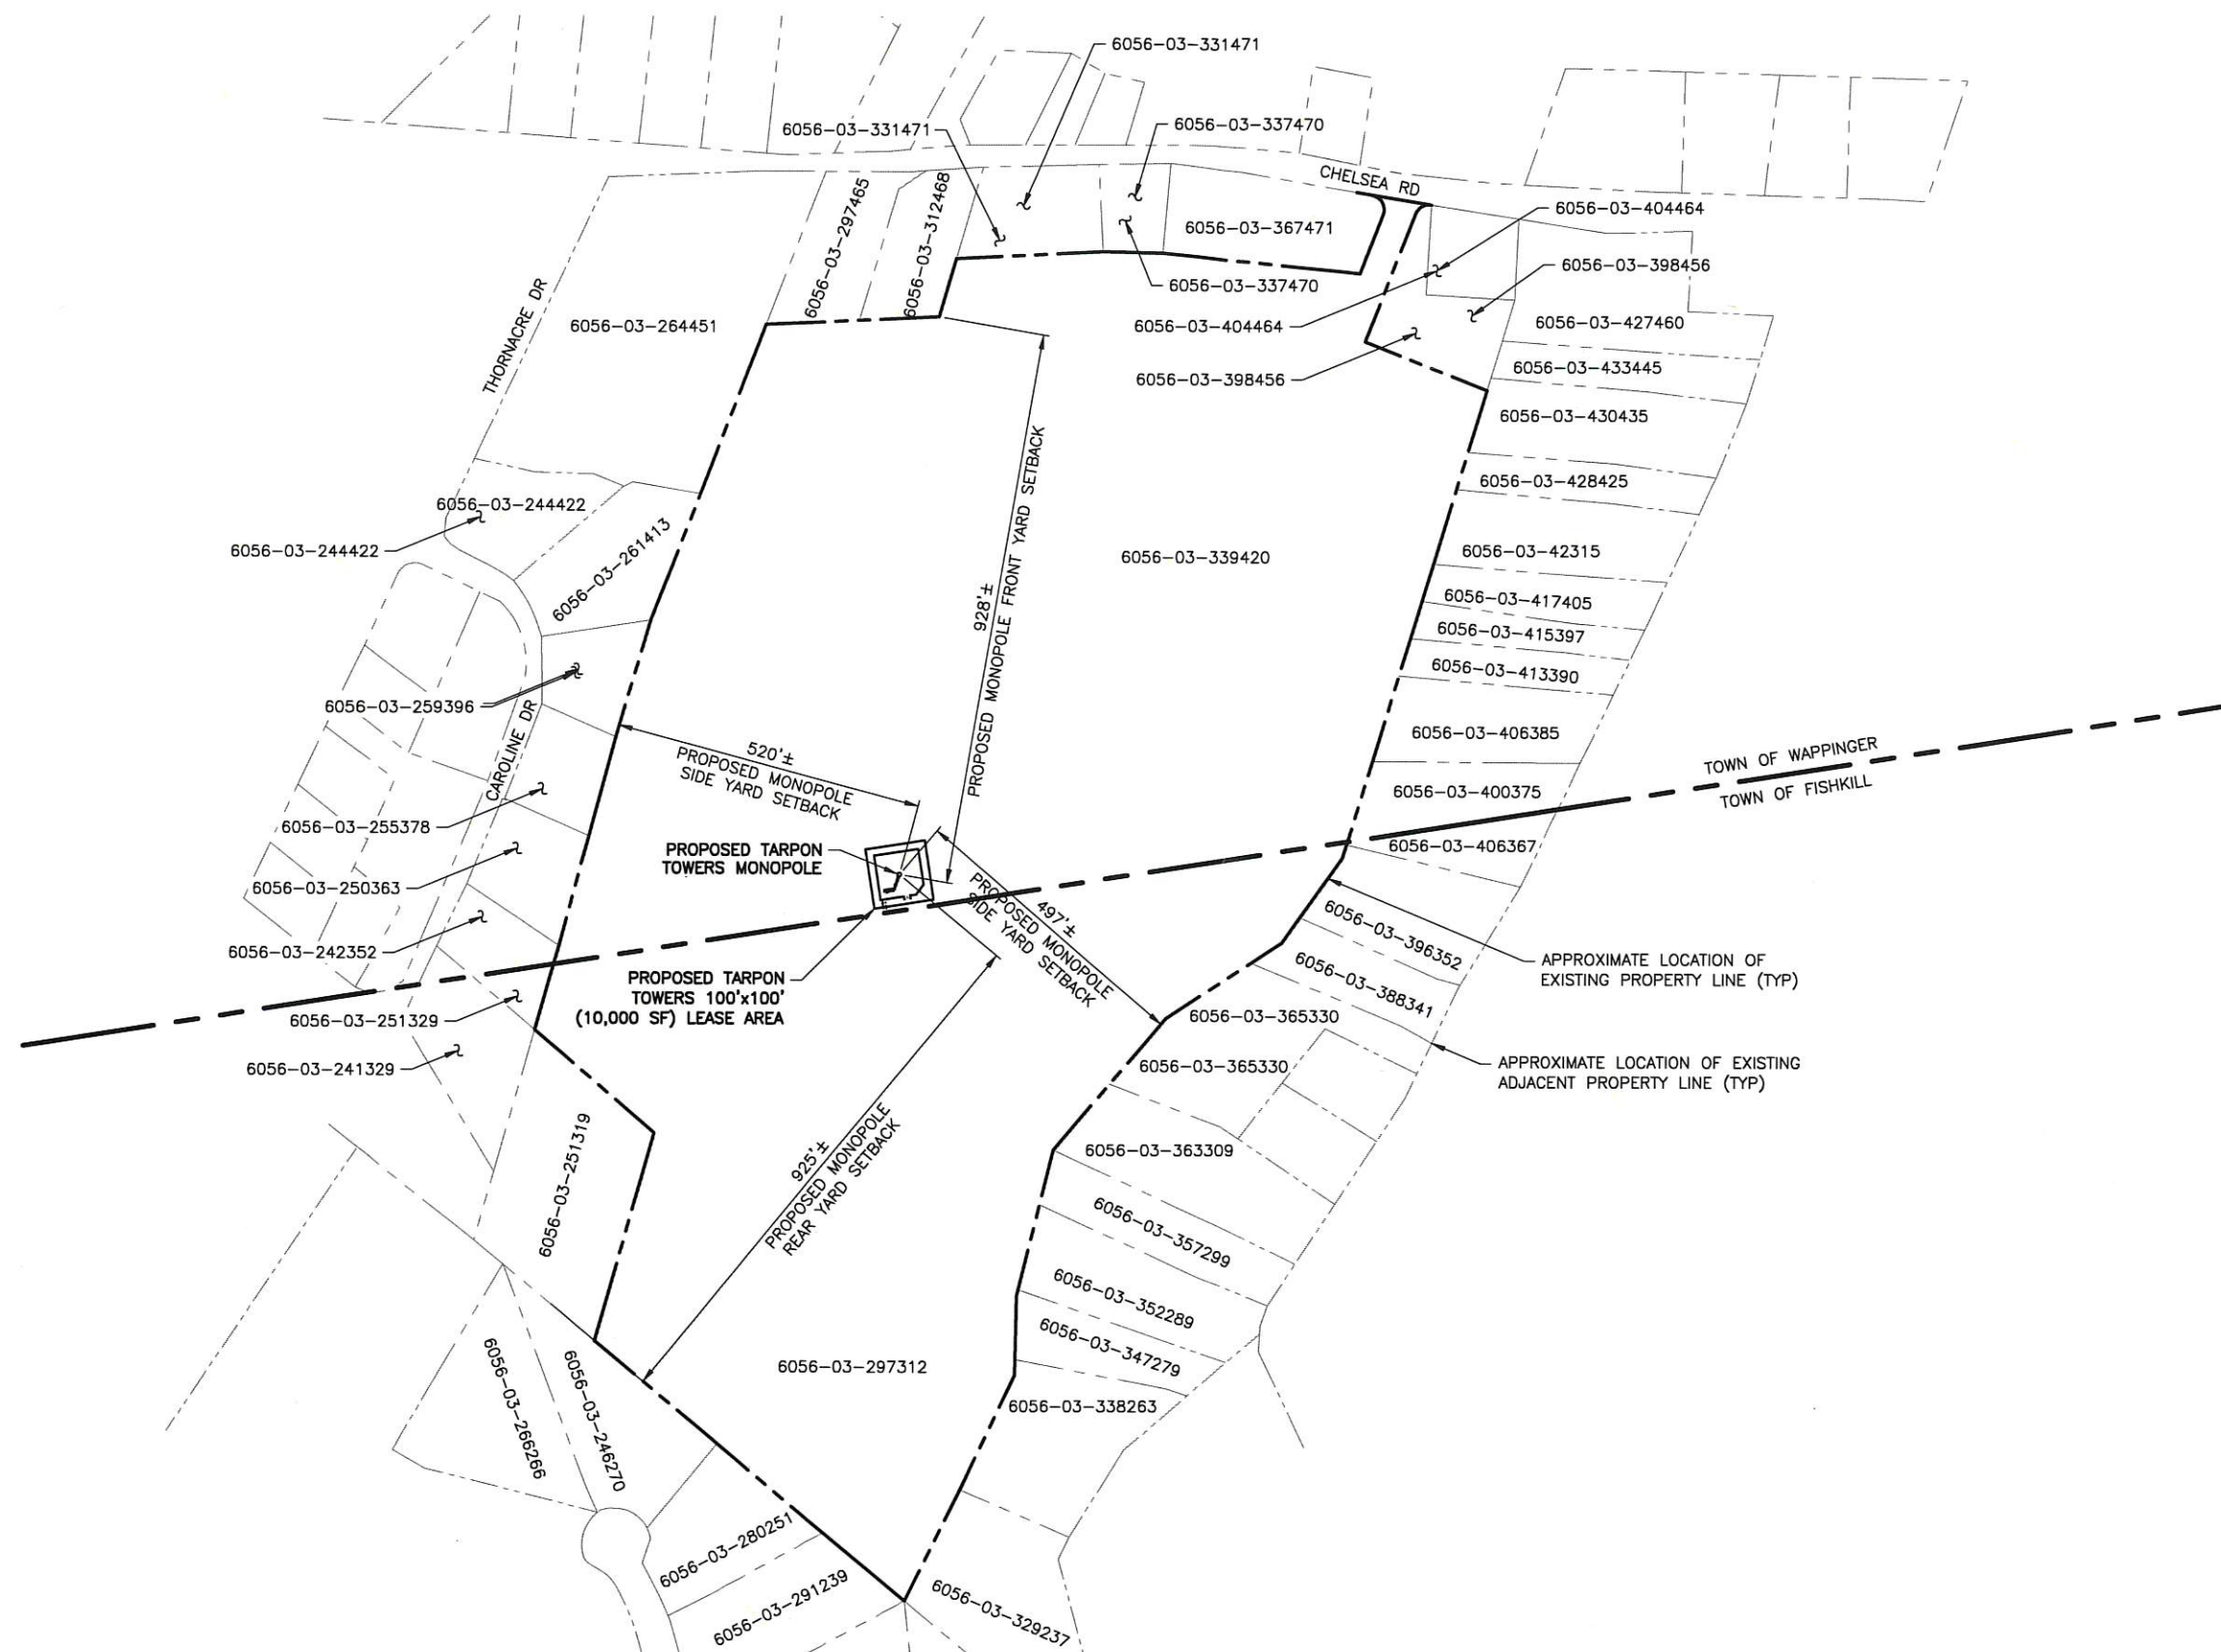 6056-03-331471
6056-03-331471
6056-03-337470
CHELSEA RD
6056-03-297465
6056-03-312468
6056-03-367471
6056-03-404464
6056-03-398456
6056-03-337470
THORNACRE DR
6056-03-264451
6056-03-404464
6056-03-427460
6056-03-433445
6056-03-398456
6056-03-430435
6056-03-428425
6056-03-244422
6056-03-244422
6056-03-261413
928'±
PROPOSED MONOPOLE FRONT YARD SETBACK
6056-03-339420
6056-03-42315
6056-03-417405
6056-03-415397
6056-03-413390
6056-03-259396
CAROLINE DR
6056-03-406385
520'±
PROPOSED MONOPOLE
SIDE YARD SETBACK
TOWN OF WAPPINGER
TOWN OF FISHKILL
6056-03-400375
6056-03-255378
6056-03-406367
PROPOSED TARPON
TOWERS MONOPOLE
6056-03-250363
497'±
PROPOSED MONOPOLE
SIDE YARD SETBACK
6056-03-396352
6056-03-242352
APPROXIMATE LOCATION OF
EXISTING PROPERTY LINE (TYP)
PROPOSED TARPON
TOWERS 100'x100'
(10,000 SF) LEASE AREA
6056-03-388341
6056-03-251329
6056-03-365330
6056-03-241329
6056-03-365330
APPROXIMATE LOCATION OF EXISTING
ADJACENT PROPERTY LINE (TYP)
6056-03-251319
925'±
PROPOSED MONOPOLE
REAR YARD SETBACK
6056-03-363309
6056-03-357299
6056-03-352289
6056-03-347279
6056-03-297312
6056-03-338263
6056-03-266266
6056-03-246270
6056-03-280251
6056-03-291239
6056-03-329237